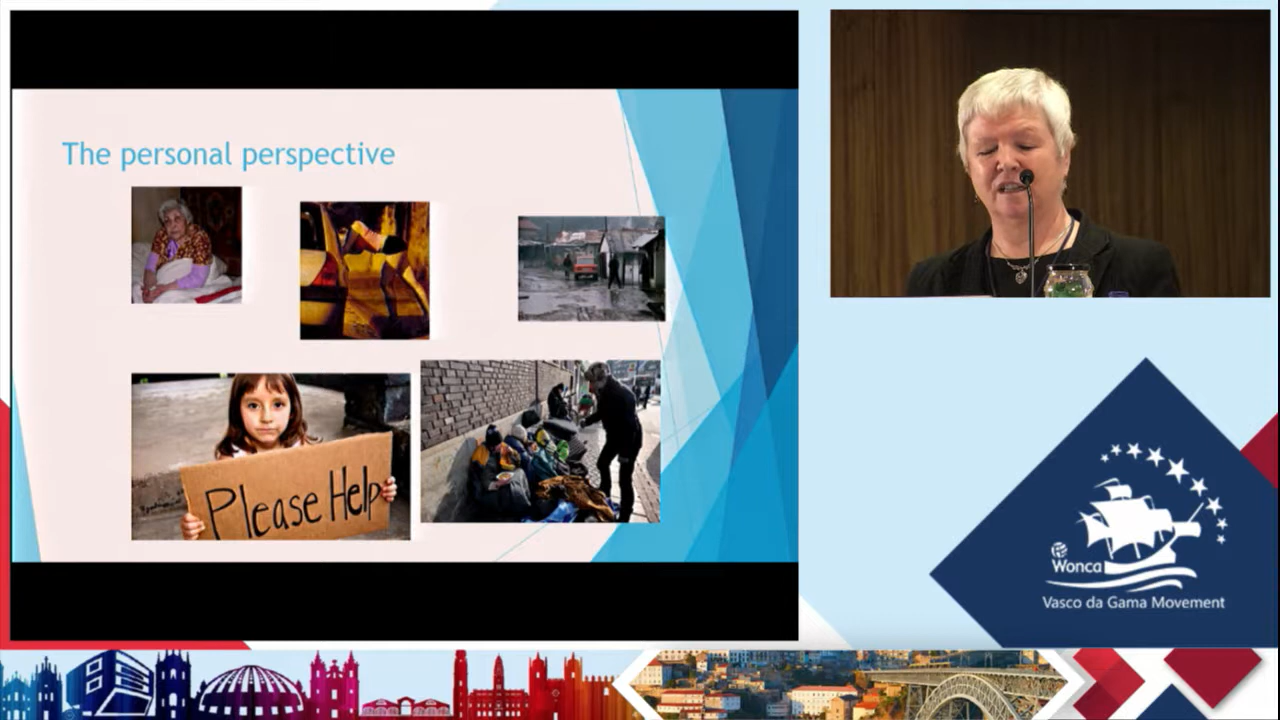 The personal perspective
Please Help
Wonca
Vasco da Gama Movement